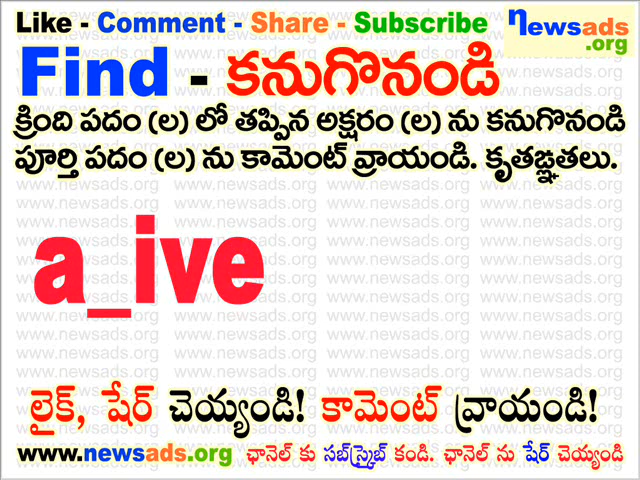 Like - Comment - Share - Subscribe
newsads
.org
Find - కనుగొనండి
క్రింది పదం (ల) లో తప్పిన అక్షరం (ల) ను కనుగొనండి
పూర్తి పదం (ల) ను కామెంట్ వ్రాయండి. కృతఙ్ఞతలు.
a_ive
లైక్, షేర్ చెయ్యండి! కామెంట్ వ్రాయండి!
www.newsads.org ఛానెల్ కు సబ్‌స్క్రైబ్ కండి. ఛానెల్ ను షేర్ చెయ్యండి